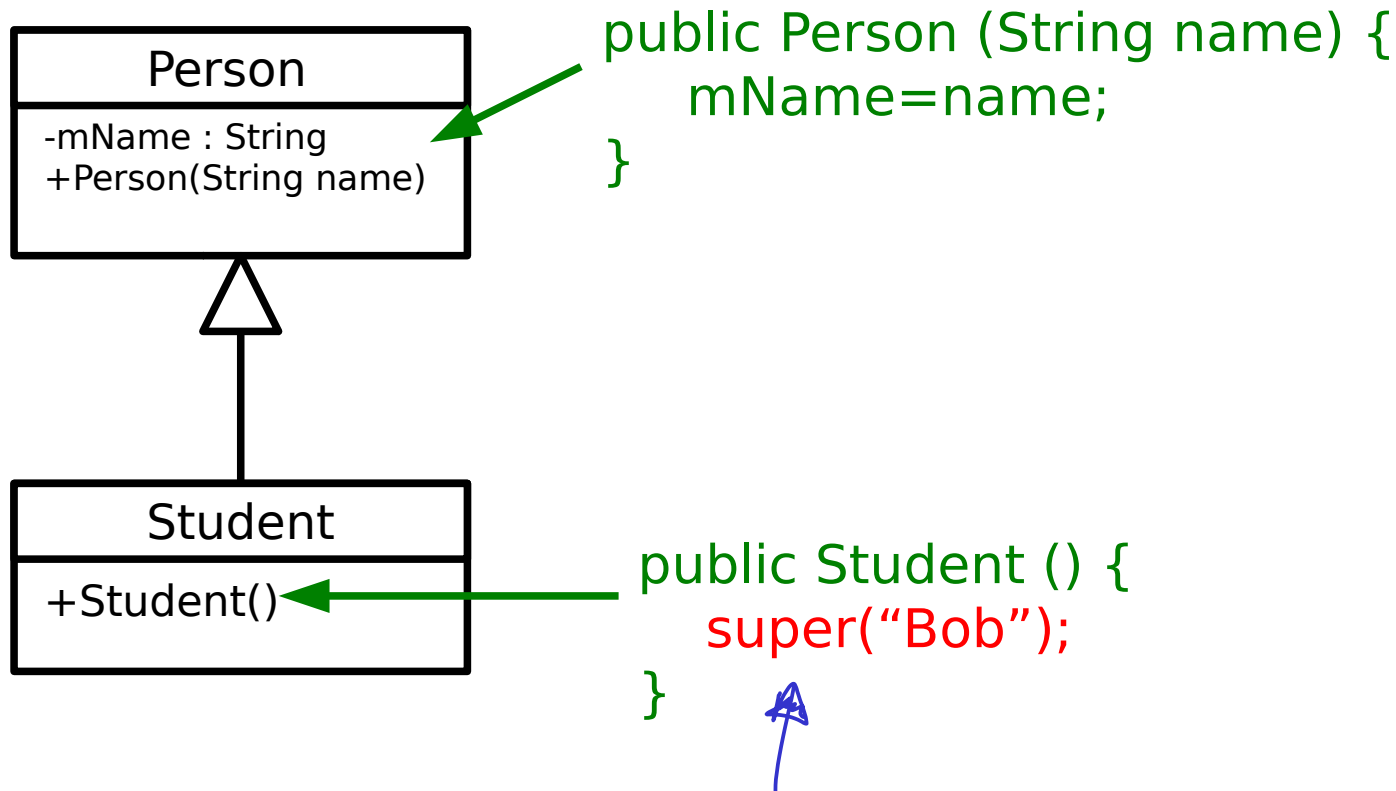 Person
-mName : String
+Person(String name)
public Person (String name) {
mName=name;
}
Student
+Student()
public Student () {
super(“Bob”);
}